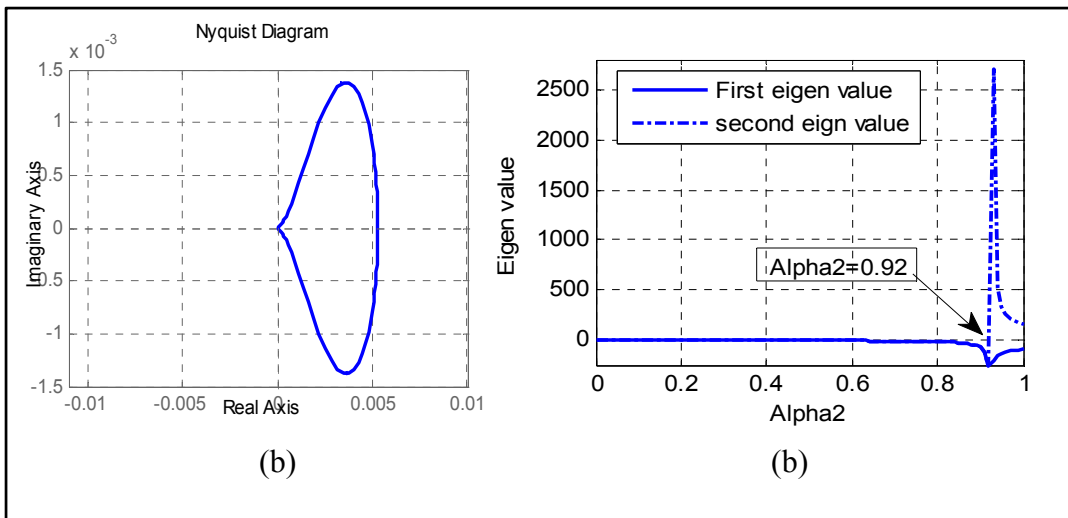 Nyquist Diagram
x 10^-3
1.5
1
0.5
0
-0.5
-1
-1.5
-0.01 -0.005 0 0.005 0.01
Imaginary Axis
Real Axis
(b)
First eigen value
second eign value
2500
2000
1500
1000
500
0
Eigen value
Alpha2=0.92
0 0.2 0.4 0.6 0.8 1
Alpha2
(b)